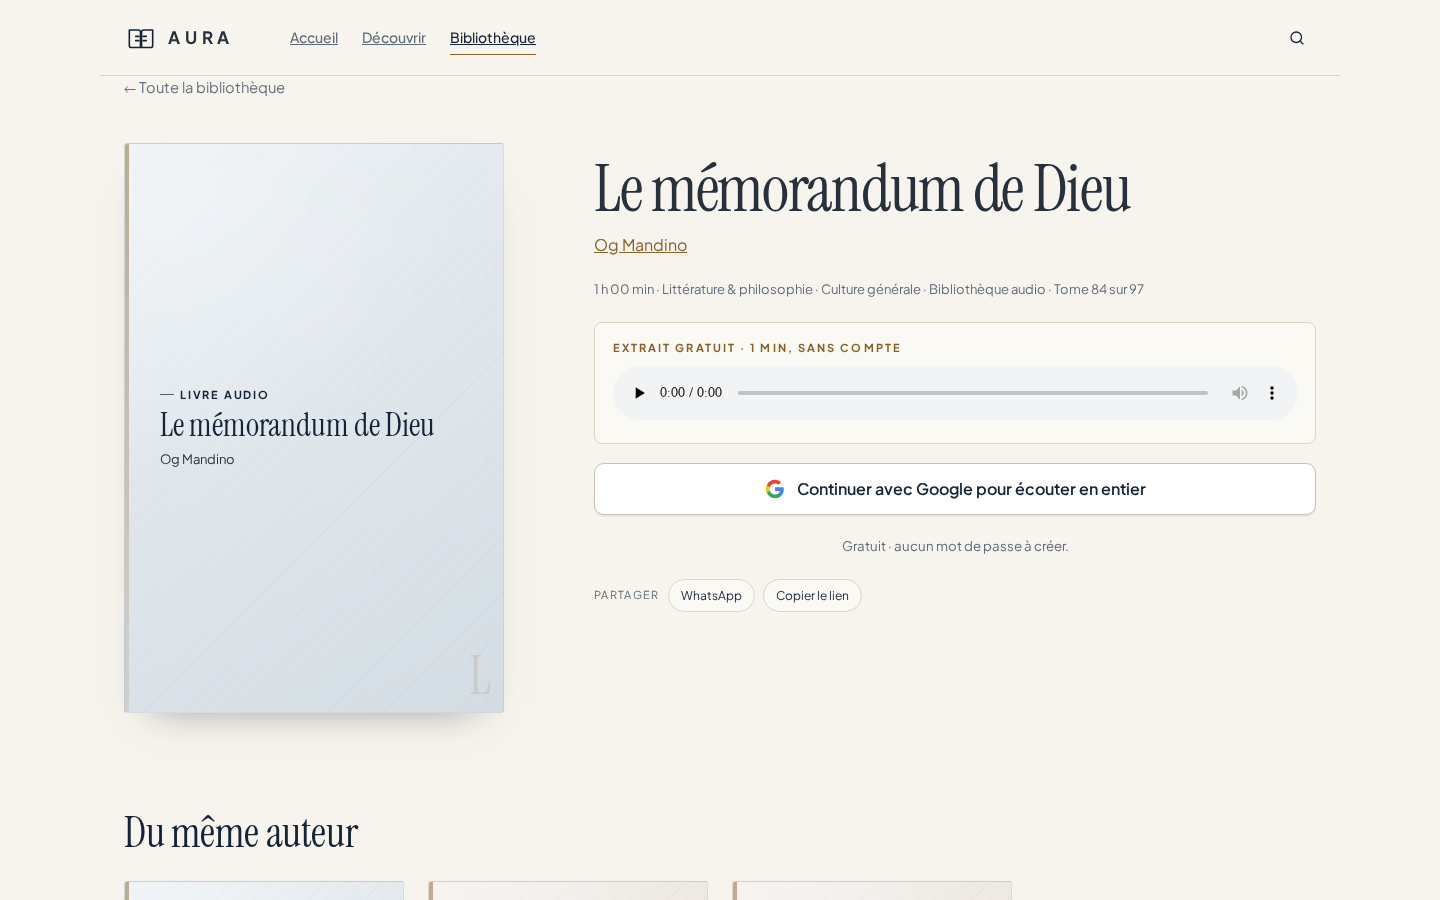 AURA
Accueil
Découvrir
Bibliothèque
← Toute la bibliothèque
— LIVRE AUDIO
Le mémorandum de Dieu
Og Mandino
L
Le mémorandum de Dieu
Og Mandino
1 h 00 min · Littérature & philosophie · Culture générale · Bibliothèque audio · Tome 84 sur 97
EXTRAIT GRATUIT · 1 MIN, SANS COMPTE
0:00 / 0:00
Continuer avec Google pour écouter en entier
Gratuit · aucun mot de passe à créer.
PARTAGER
WhatsApp
Copier le lien
Du même auteur